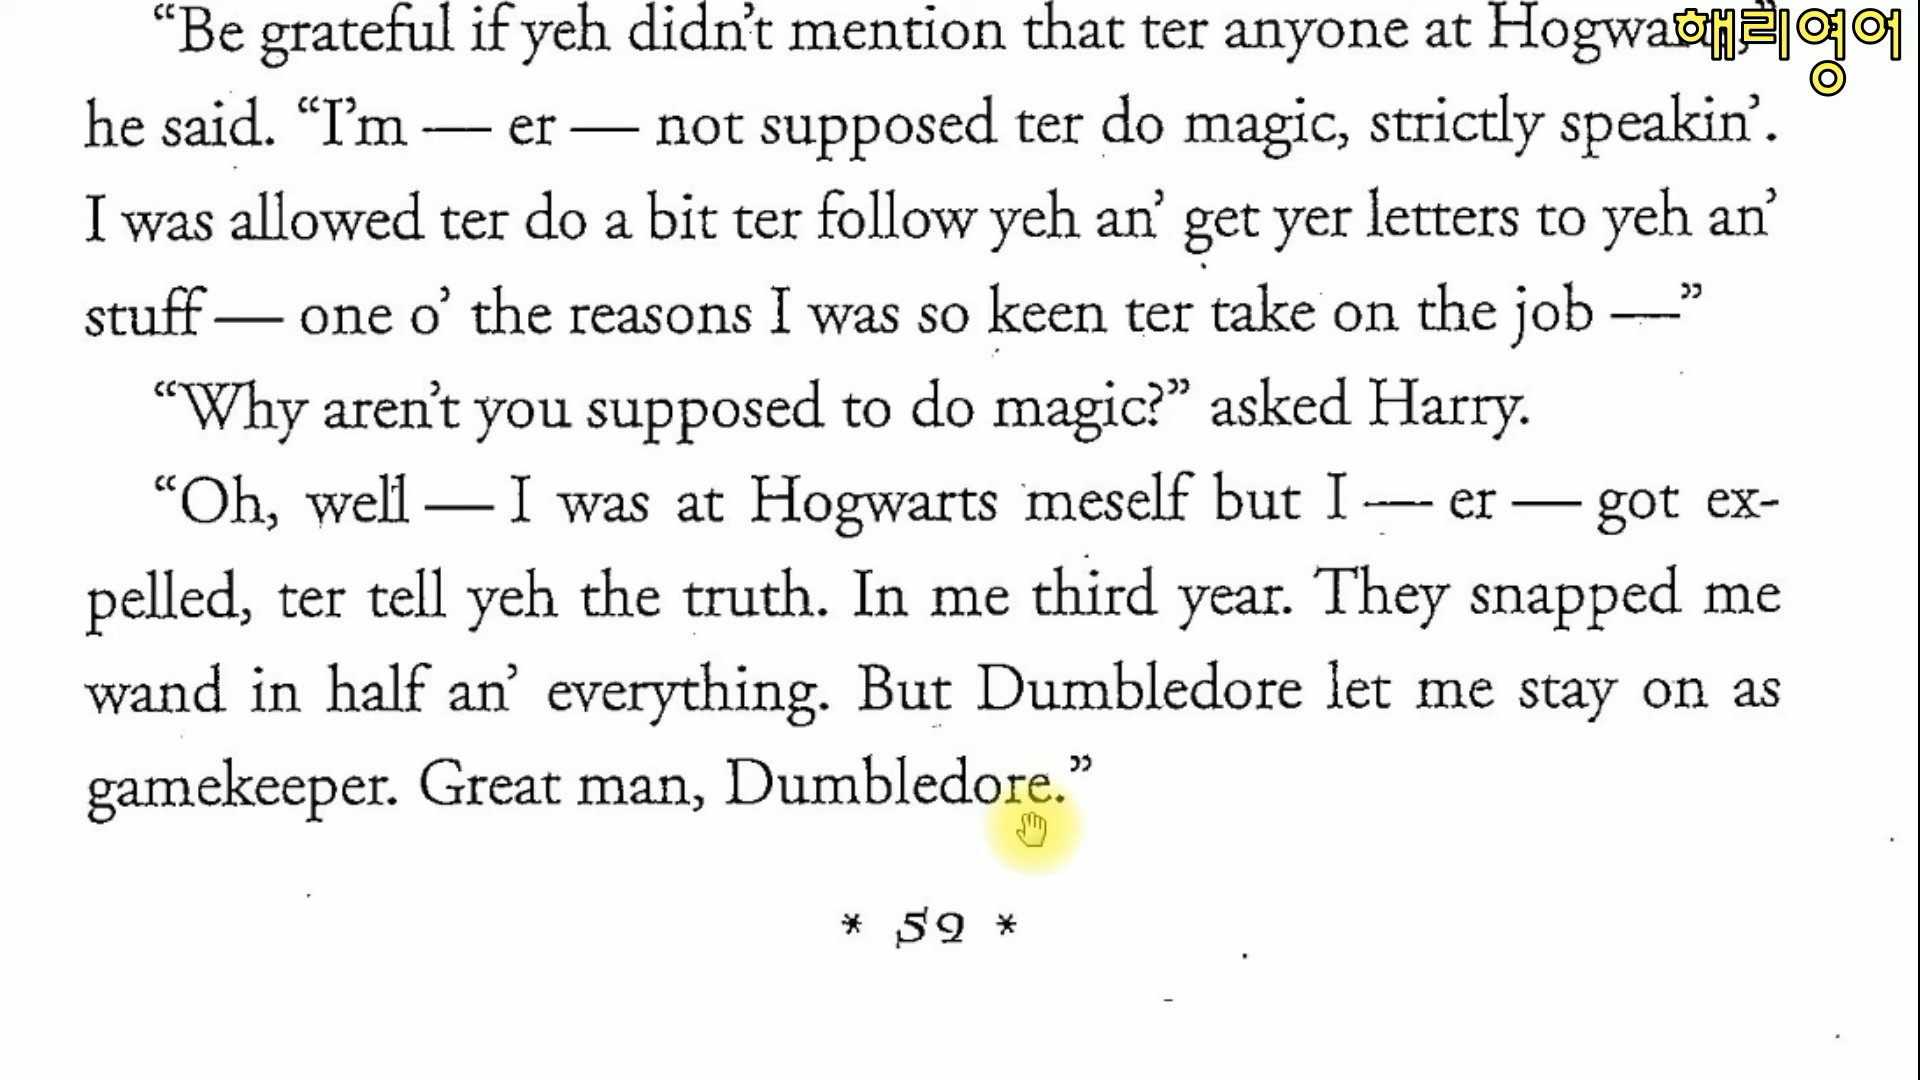 “Be grateful if yeh didn’t mention that ter anyone at
해리영어
he said. “I’m — er — not supposed ter do magic, strictly speakin’.
I was allowed ter do a bit ter follow yeh an’ get yer letters to yeh an’
stuff — one o’ the reasons I was so keen ter take on the job —”
“Why aren’t you supposed to do magic?” asked Harry.
“Oh, well — I was at Hogwarts meself but I — er — got ex-
pelled, ter tell yeh the truth. In me third year. They snapped me
wand in half an’ everything. But Dumbledore let me stay on as
gamekeeper. Great man, Dumbledore.”
* 59 *